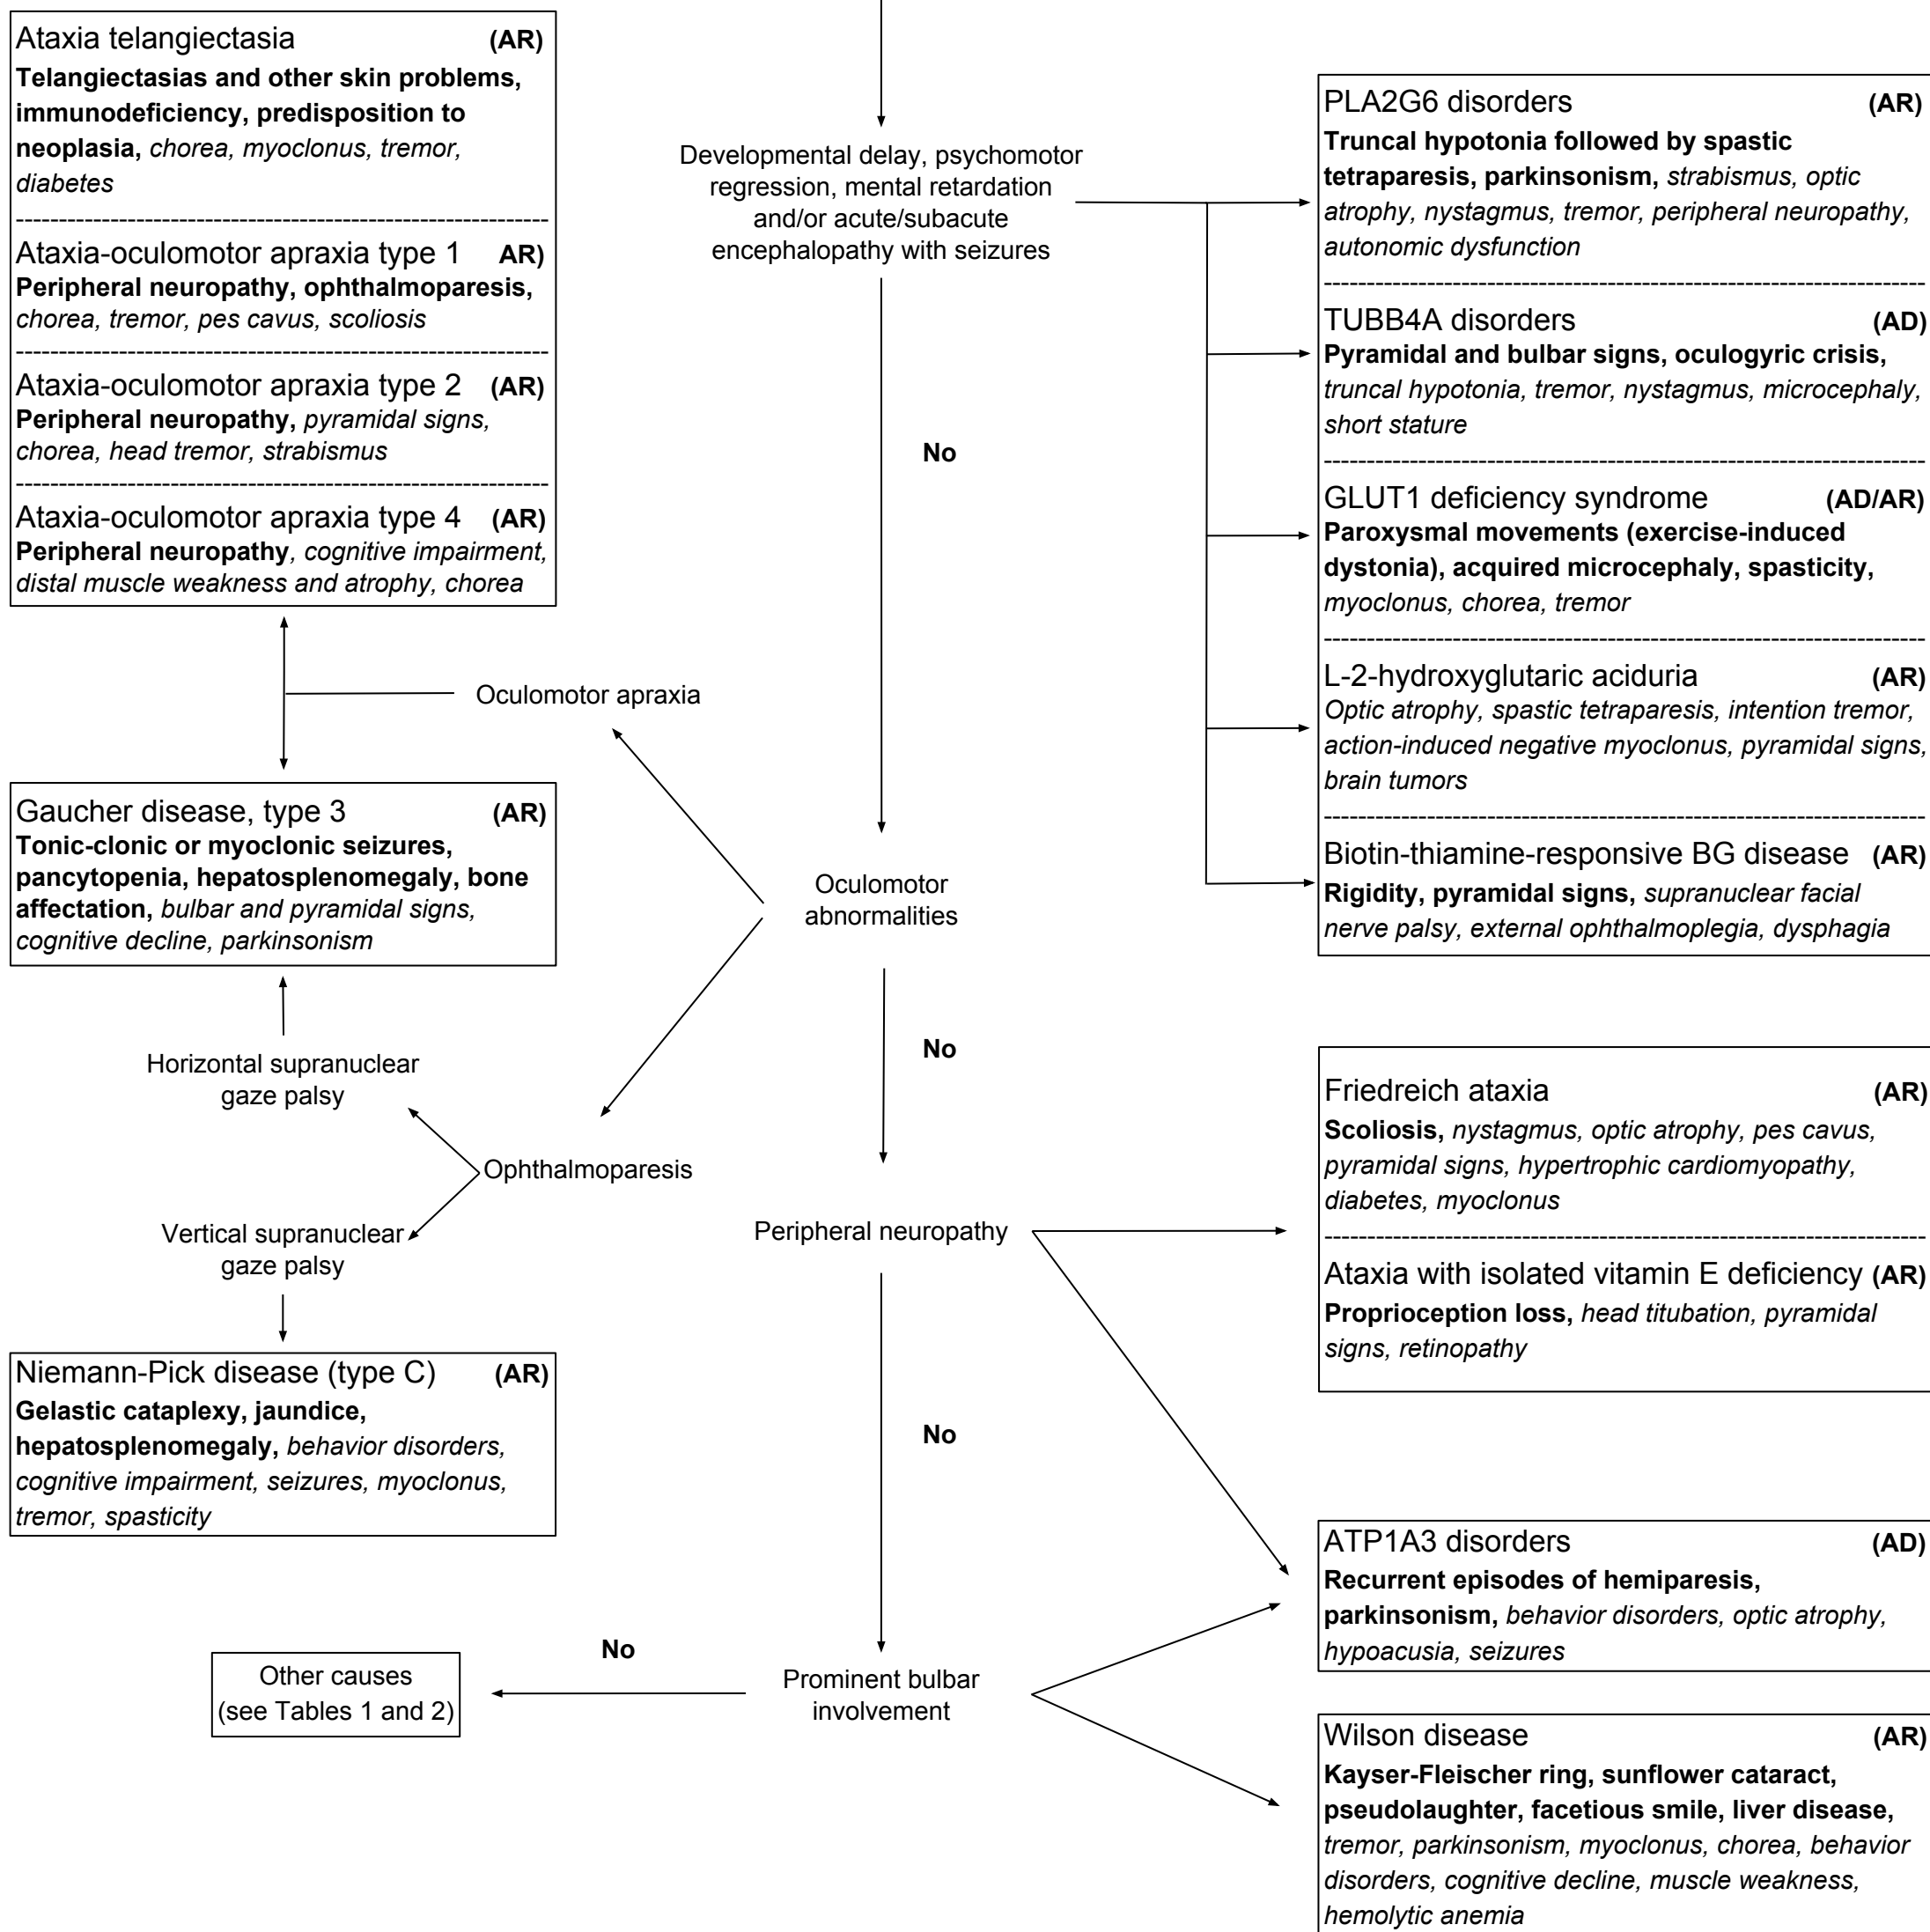 Ataxia telangiectasia (AR)
Telangiectasias and other skin problems,
immunodeficiency, predisposition to
neoplasia, chorea, myoclonus, tremor,
diabetes
Ataxia-oculomotor apraxia type 1 AR)
Peripheral neuropathy, ophthalmoparesis,
chorea, tremor, pes cavus, scoliosis
Ataxia-oculomotor apraxia type 2 (AR)
Peripheral neuropathy, pyramidal signs,
chorea, head tremor, strabismus
Ataxia-oculomotor apraxia type 4 (AR)
Peripheral neuropathy, cognitive impairment,
distal muscle weakness and atrophy, chorea
Developmental delay, psychomotor
regression, mental retardation
and/or acute/subacute
encephalopathy with seizures
PLA2G6 disorders (AR)
Truncal hypotonia followed by spastic
tetraparesis, parkinsonism, strabismus, optic
atrophy, nystagmus, tremor, peripheral neuropathy,
autonomic dysfunction
TUBB4A disorders (AD)
Pyramidal and bulbar signs, oculogyric crisis,
truncal hypotonia, tremor, nystagmus, microcephaly,
short stature
GLUT1 deficiency syndrome (AD/AR)
Paroxysmal movements (exercise-induced
dystonia), acquired microcephaly, spasticity,
myoclonus, chorea, tremor
L-2-hydroxyglutaric aciduria (AR)
Optic atrophy, spastic tetraparesis, intention tremor,
action-induced negative myoclonus, pyramidal signs,
brain tumors
Biotin-thiamine-responsive BG disease (AR)
Rigidity, pyramidal signs, supranuclear facial
nerve palsy, external ophthalmoplegia, dysphagia
No
Oculomotor apraxia
Gaucher disease, type 3 (AR)
Tonic-clonic or myoclonic seizures,
pancytopenia, hepatosplenomegaly, bone
affectation, bulbar and pyramidal signs,
cognitive decline, parkinsonism
Oculomotor
abnormalities
No
Horizontal supranuclear
gaze palsy
Ophthalmoparesis
Vertical supranuclear
gaze palsy
Niemann-Pick disease (type C) (AR)
Gelastic cataplexy, jaundice,
hepatosplenomegaly, behavior disorders,
cognitive impairment, seizures, myoclonus,
tremor, spasticity
Peripheral neuropathy
Friedreich ataxia (AR)
Scoliosis, nystagmus, optic atrophy, pes cavus,
pyramidal signs, hypertrophic cardiomyopathy,
diabetes, myoclonus
Ataxia with isolated vitamin E deficiency (AR)
Proprioception loss, head titubation, pyramidal
signs, retinopathy
No
ATP1A3 disorders (AD)
Recurrent episodes of hemiparesis,
parkinsonism, behavior disorders, optic atrophy,
hypoacusia, seizures
Prominent bulbar
involvement
No
Other causes
(see Tables 1 and 2)
Wilson disease (AR)
Kayser-Fleischer ring, sunflower cataract,
pseudolaughter, facetious smile, liver disease,
tremor, parkinsonism, myoclonus, chorea, behavior
disorders, cognitive decline, muscle weakness,
hemolytic anemia